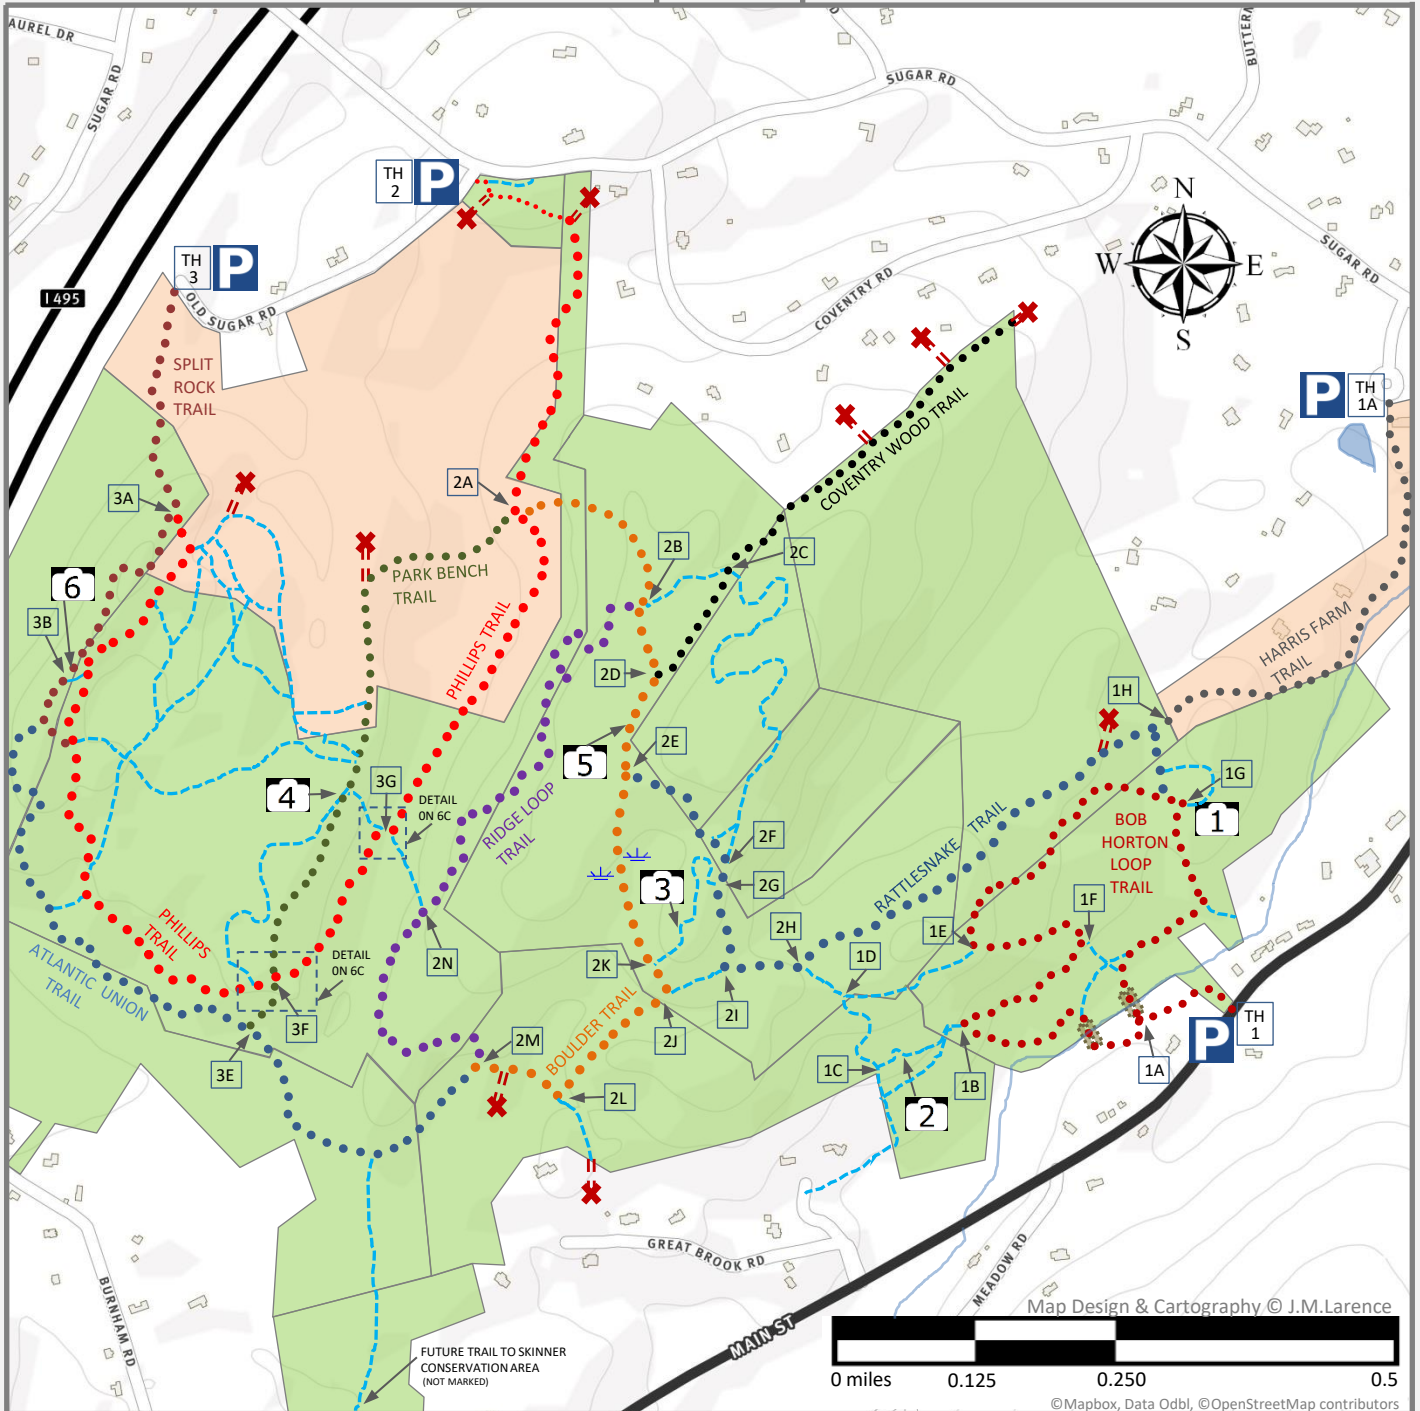 AUREL DR
SUGAR RD
SUGAR RD
BUTTERN
TH
2
P
TH
3
P
I 495
OLD SUGAR RD
COVENTRY RD
N
W
E
S
SUGAR RD
P
TH
1A
SPLIT
ROCK
TRAIL
COVENTRY WOOD TRAIL
2A
3A
2B
2C
PARK BENCH
TRAIL
6
3B
PHILLIPS TRAIL
HARRIS FARM
TRAIL
2D
1H
5
2E
3G
4
DETAIL
0N 6C
RIDGE LOOP
TRAIL
1G
1
BOB
HORTON
LOOP
TRAIL
RATTLESNAKE TRAIL
2F
2G
3
1F
PHILLIPS
TRAIL
2H
1E
1D
DETAIL
0N 6C
2N
2K
ATLANTIC UNION
TRAIL
3F
2I
BOULDER TRAIL
2J
2M
TH
1
P
3E
1C
1A
1B
2L
2
GREAT BROOK RD
BURNHAM RD
MEADOW RD
MAIN ST
Map Design & Cartography © J.M.Larence
FUTURE TRAIL TO SKINNER
CONSERVATION AREA
(NOT MARKED)
0 miles 0.125 0.250 0.5
©Mapbox, Data Odbl, ©OpenStreetMap contributors